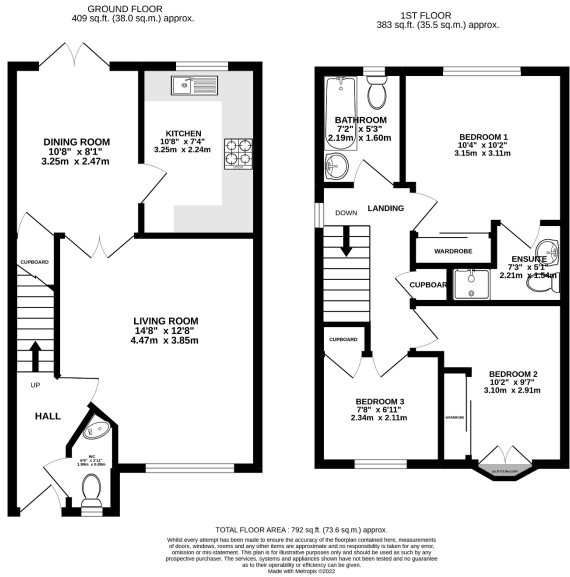 GROUND FLOOR
409 sq.ft. (38.0 sq.m.) approx.
1ST FLOOR
383 sq.ft. (35.5 sq.m.) approx.
DINING ROOM
10'8" x 8'1"
3.25m x 2.47m
KITCHEN
10'8" x 7'4"
3.25m x 2.24m
CUPBOARD
LIVING ROOM
14'8" x 12'8"
4.47m x 3.85m
UP
HALL
WC
BATHROOM
7'2" x 5'3"
2.19m x 1.60m
BEDROOM 1
10'4" x 10'2"
3.15m x 3.11m
DOWN
LANDING
WARDROBE
ENSUITE
7'3" x 5'1"
2.21m x 1.54m
CUPBOAR
CUPBOARD
BEDROOM 3
7'8" x 6'11"
2.34m x 2.11m
BEDROOM 2
10'2" x 9'7"
3.10m x 2.91m
WARDROBE
JULIETTE BALCONY
TOTAL FLOOR AREA : 792 sq.ft. (73.6 sq.m.) approx.
Whilst every attempt has been made to ensure the accuracy of the floorplan contained here, measurements
of doors, windows, rooms and any other items are approximate and no responsibility is taken for any error,
omission or mis-statement. This plan is for illustrative purposes only and should be used as such by any
prospective purchaser. The services, systems and appliances shown have not been tested and no guarantee
as to their operability or efficiency can be given.
Made with Metropix ©2022